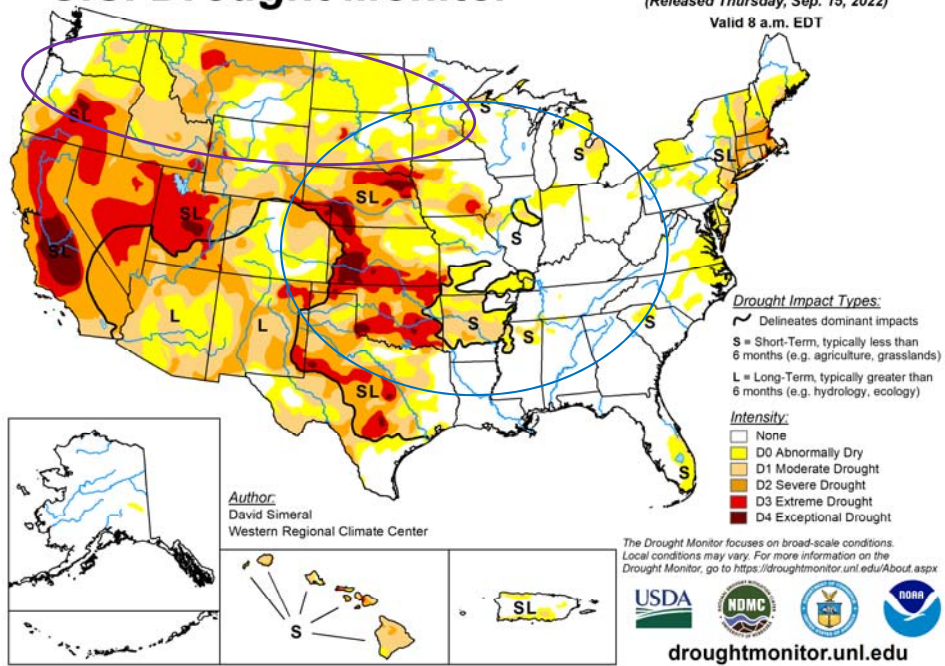 (Released Thursday, Sep. 15, 2022)
Valid 8 a.m. EDT
S
SL
S
SL
SL
SL
S
SL
L
L
S
S
S
SL
S
Drought Impact Types:
Delineates dominant impacts
S = Short-Term, typically less than
6 months (e.g. agriculture, grasslands)
L = Long-Term, typically greater than
6 months (e.g. hydrology, ecology)
Intensity:
None
D0 Abnormally Dry
D1 Moderate Drought
D2 Severe Drought
D3 Extreme Drought
D4 Exceptional Drought
Author:
David Simeral
Western Regional Climate Center
The Drought Monitor focuses on broad-scale conditions.
Local conditions may vary. For more information on the
Drought Monitor, go to https://droughtmonitor.unl.edu/About.aspx
S
SL
USDA
NDMC
NOAA
droughtmonitor.unl.edu